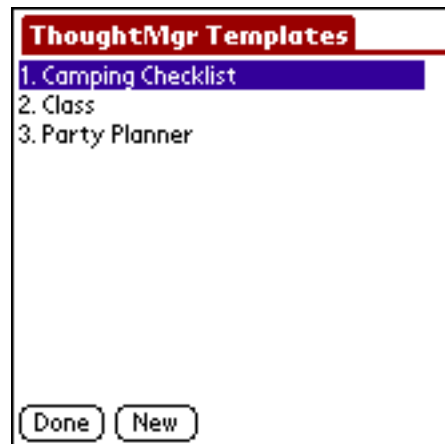 ThoughtMgr Templates
1. Camping Checklist
2. Class
3. Party Planner
Done New